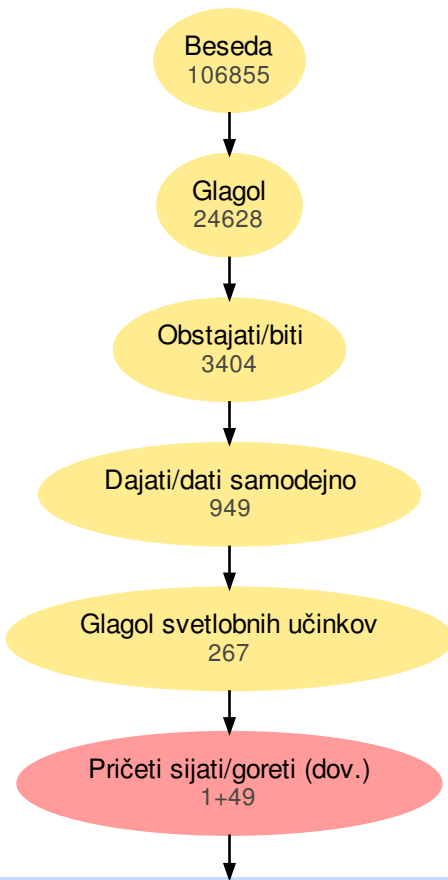 Beseda
106855
Glagol
24628
Obstajati/biti
3404
Dajati/dati samodejno
949
Glagol svetlobnih učinkov
267
Pričeti sijati/goreti (dov.)
1+49